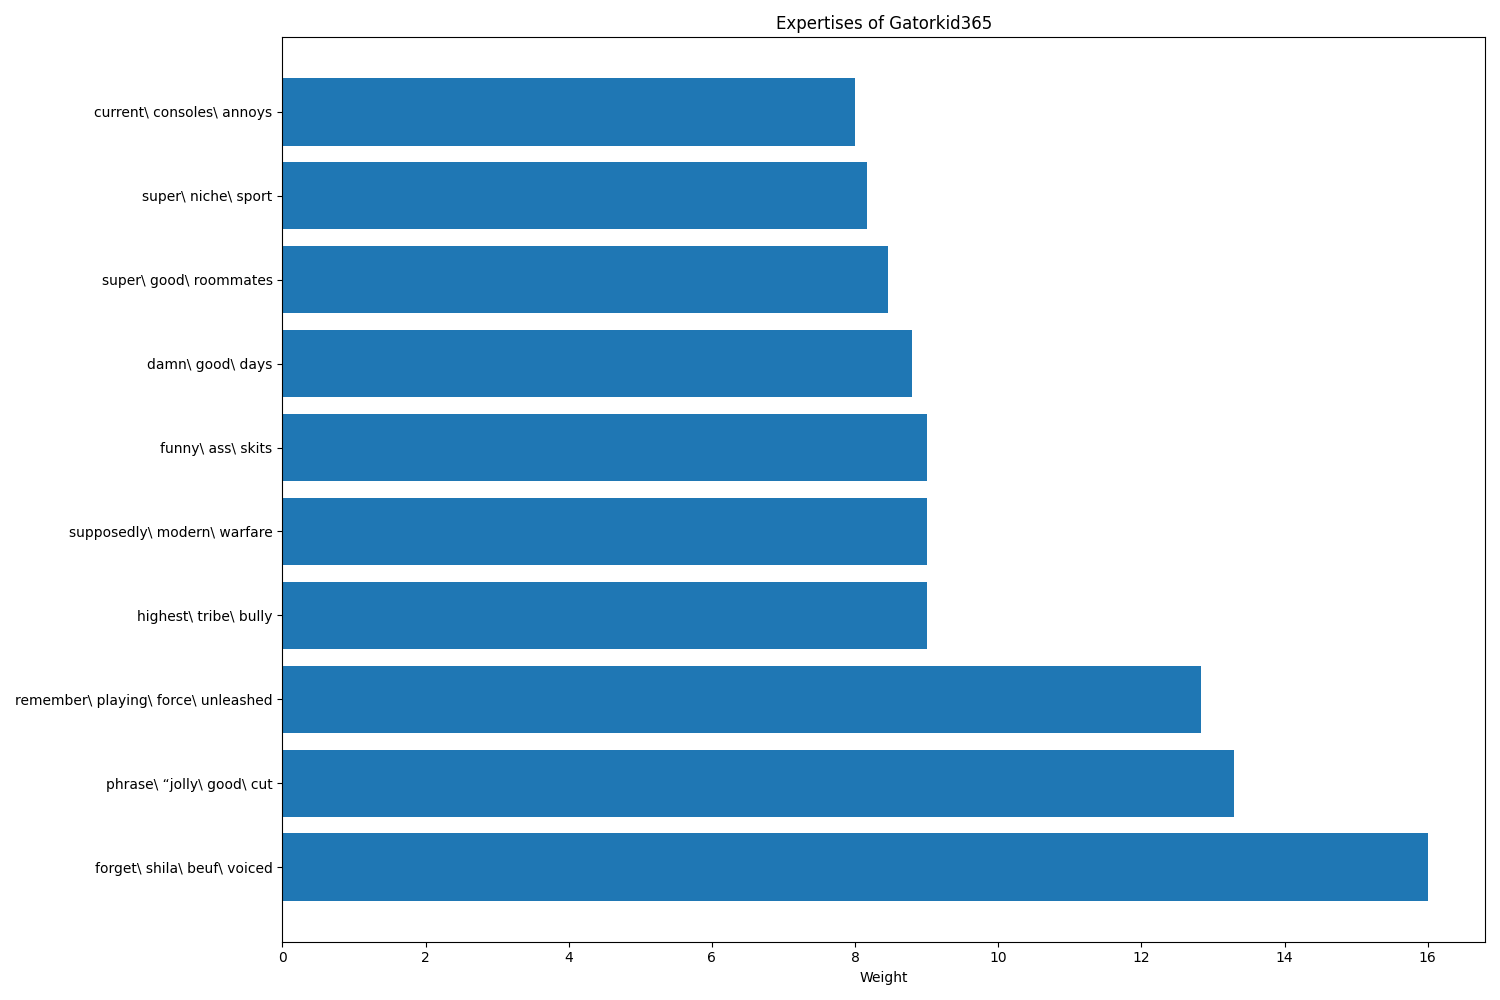 Expertises of Gatorkid365
current\ consoles\ annoys
super\ niche\ sport
super\ good\ roommates
damn\ good\ days
funny\ ass\ skits
supposedly\ modern\ warfare
highest\ tribe\ bully
remember\ playing\ force\ unleashed
phrase\ “jolly\ good\ cut
forget\ shila\ beuf\ voiced
0 2 4 6 8 10 12 14 16
Weight